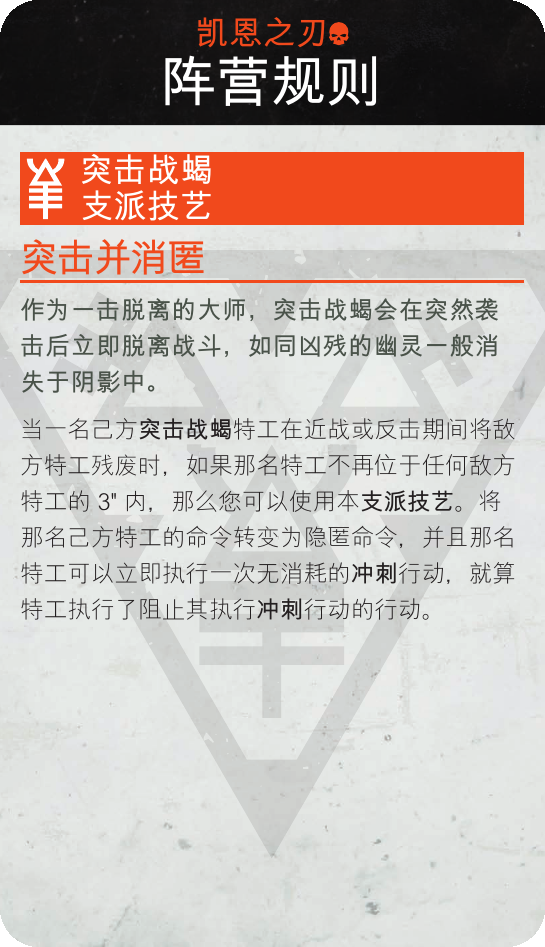 凯恩之刃
阵营规则
突击战蝎
支派技艺
突击并消匿
作为一击脱离的大师，突击战蝎会在突然袭
击后立即脱离战斗，如同凶残的幽灵一般消
失于阴影中。
当一名己方突击战蝎特工在近战或反击期间将敌
方特工残废时，如果那名特工不再位于任何敌方
特工的 3" 内，那么您可以使用本支派技艺。将
那名己方特工的命令转变为隐匿命令，并且那名
特工可以立即执行一次无消耗的冲刺行动，就算
特工执行了阻止其执行冲刺行动的行动。